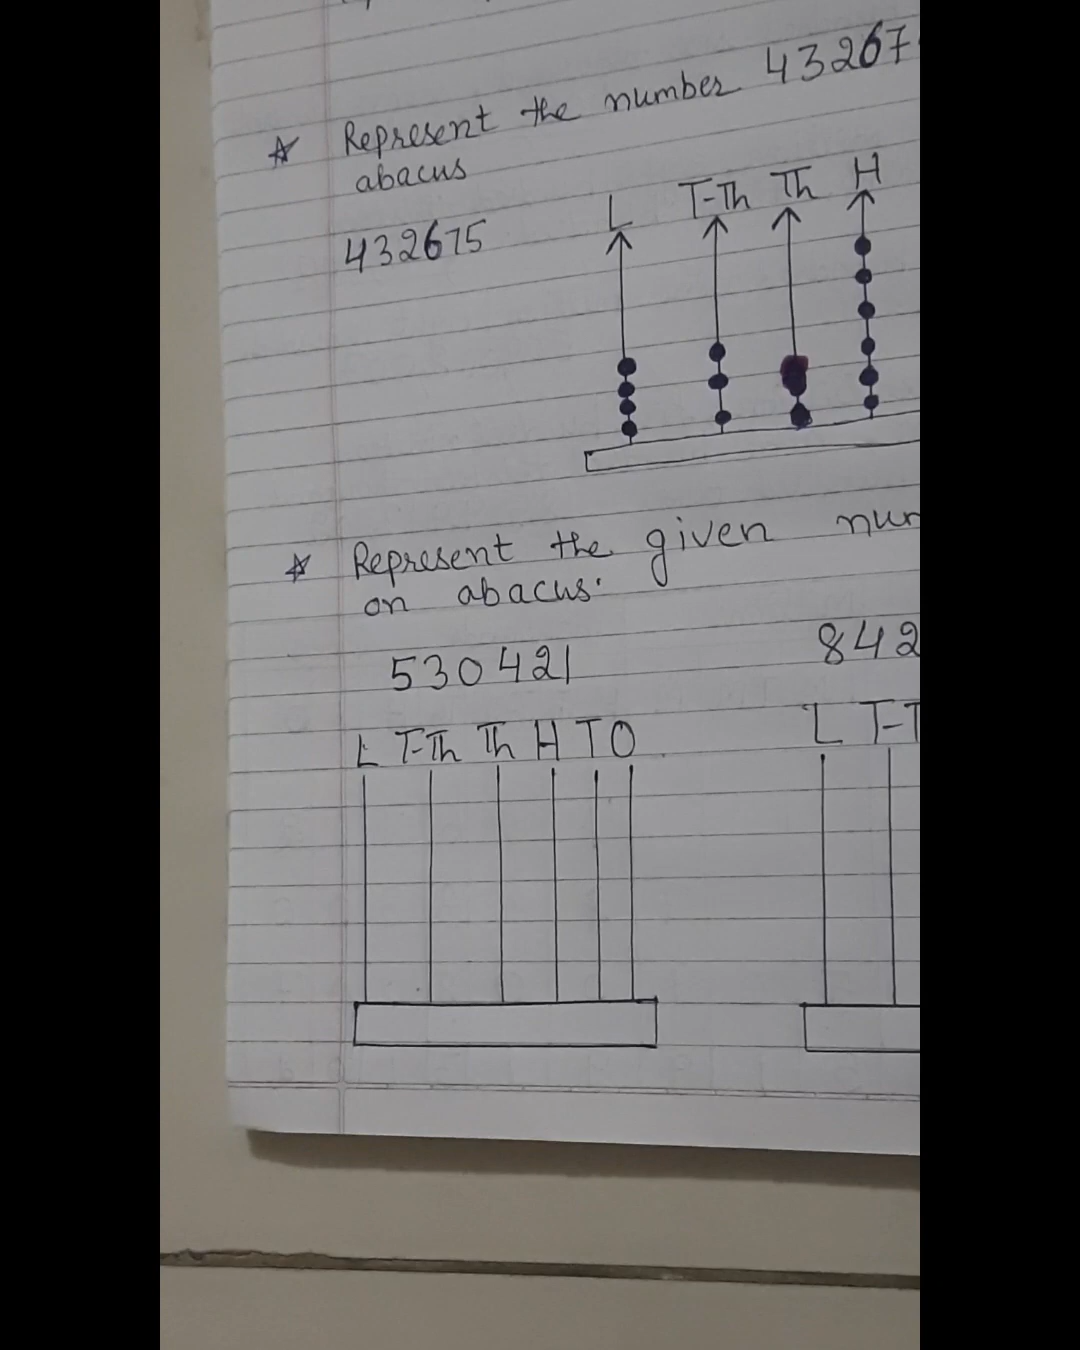 Represent the number 43267
abacus
432675
L T-Th Th H
Represent the given
on abacus.
530421 842
L T-Th Th H T O L